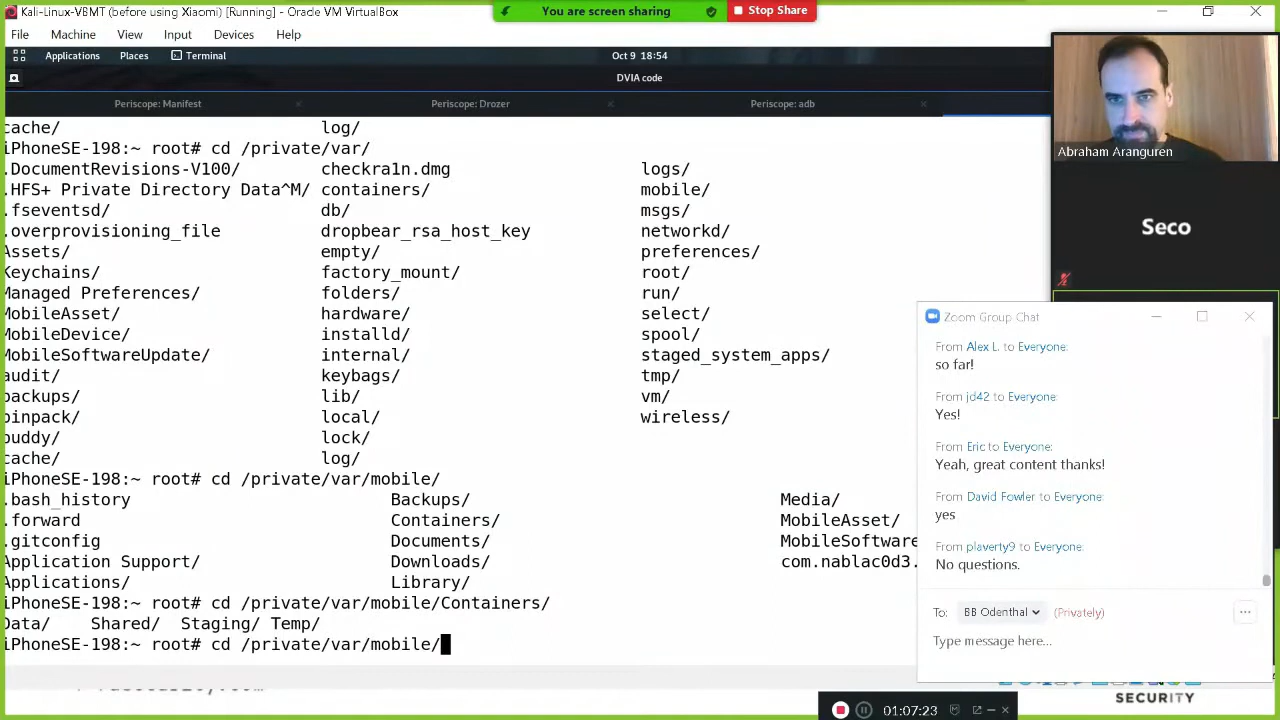 Kali-Linux-VBMT (before using Xiaomi) [Running] - Oracle VM VirtualBox
You are screen sharing
Stop Share
File Machine View Input Devices Help
Applications Places Terminal
Oct 9 18:54
DVIA code
Periscope: Manifest × Periscope: Drozer × Periscope: adb ×
cache/ log/
iPhoneSE-198:~ root# cd /private/var/
.DocumentRevisions-V100/ checkra1n.dmg logs/
.HFS+ Private Directory Data^M/ containers/ mobile/
.fseventsd/ db/ msgs/
.overprovisioning_file dropbear_rsa_host_key networkd/
Assets/ empty/ preferences/
Keychains/ factory_mount/ root/
Managed Preferences/ folders/ run/
MobileAsset/ hardware/ select/
MobileDevice/ installd/ spool/
MobileSoftwareUpdate/ internal/ staged_system_apps/
audit/ keybags/ tmp/
backups/ lib/ vm/
binpack/ local/ wireless/
buddy/ lock/
cache/ log/
iPhoneSE-198:~ root# cd /private/var/mobile/
.bash_history Backups/ Media/
.forward Containers/ MobileAsset/
.gitconfig Documents/ MobileSoftware
Application Support/ Downloads/ com.nablac0d3.
Applications/ Library/
iPhoneSE-198:~ root# cd /private/var/mobile/Containers/
Data/ Shared/ Staging/ Temp/
iPhoneSE-198:~ root# cd /private/var/mobile/
Abraham Aranguren
Seco
Zoom Group Chat
From Alex L. to Everyone:
so far!
From jd42 to Everyone:
Yes!
From Eric to Everyone:
Yeah, great content thanks!
From David Fowler to Everyone:
yes
From plaverty9 to Everyone:
No questions.
To: BB Odenthal (Privately)
Type message here...
SECURITY
01:07:23